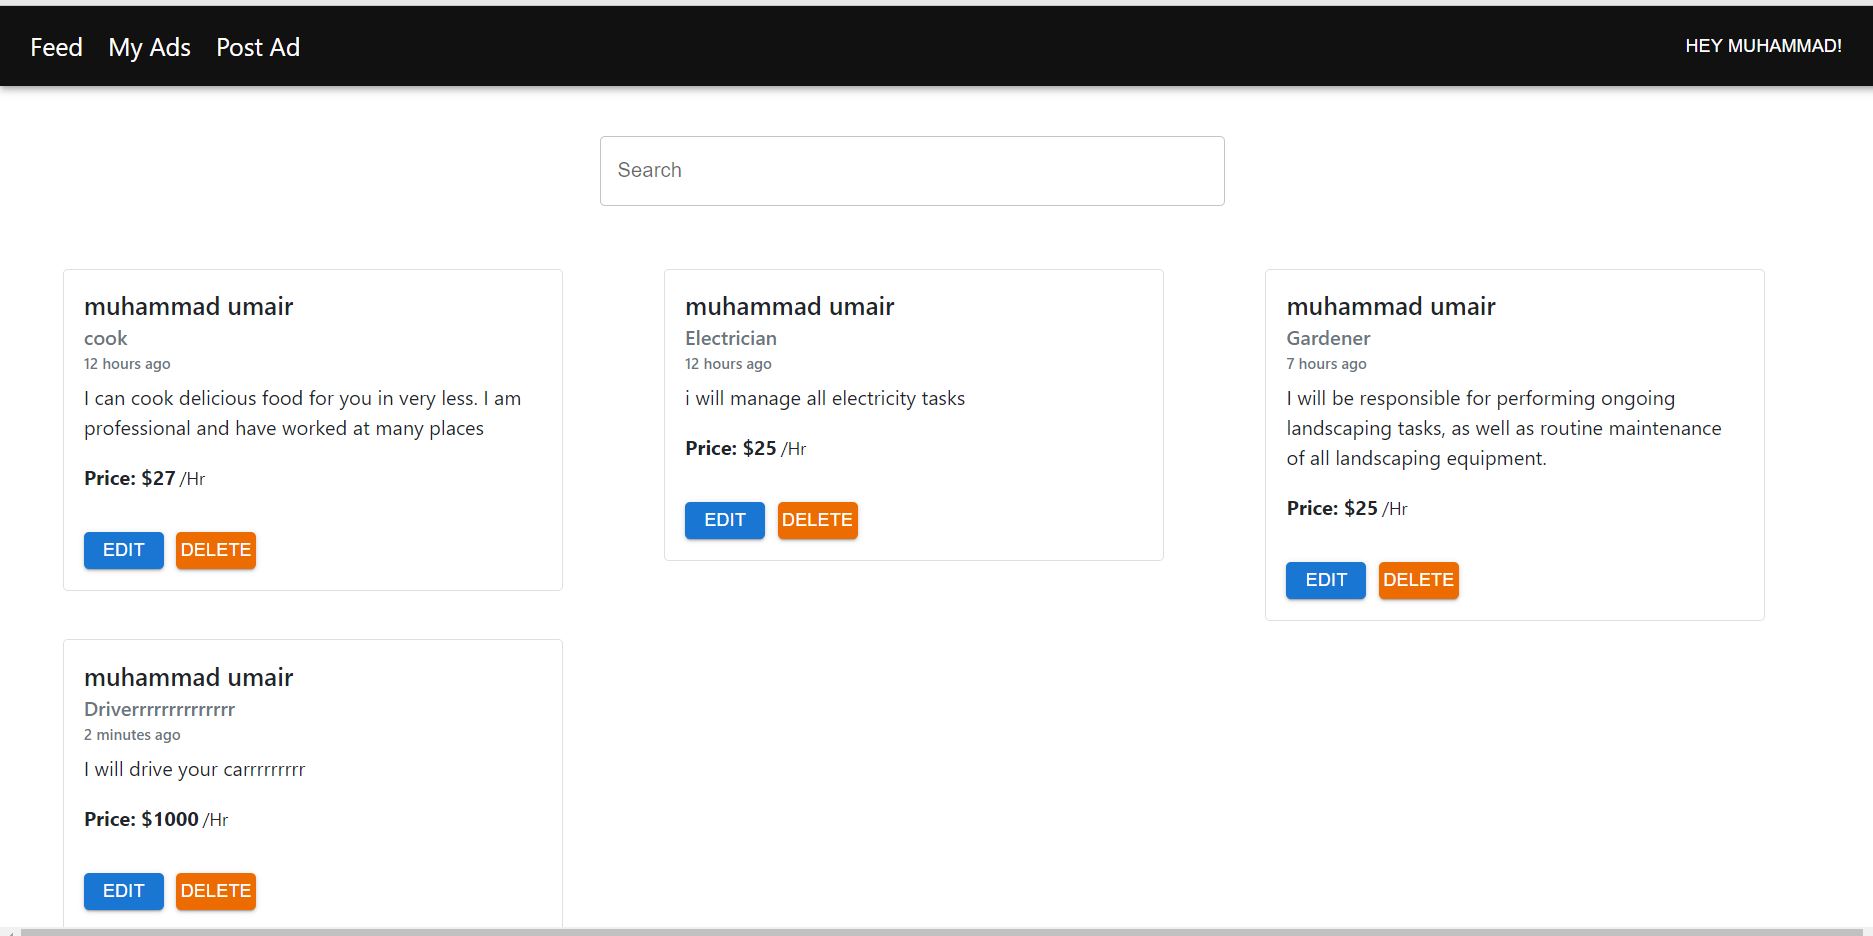 Feed My Ads Post Ad HEY MUHAMMAD!
Search
muhammad umair
cook
12 hours ago
I can cook delicious food for you in very less. I am
professional and have worked at many places
Price: $27 /Hr
EDIT DELETE
muhammad umair
Electrician
12 hours ago
i will manage all electricity tasks
Price: $25 /Hr
EDIT DELETE
muhammad umair
Gardener
7 hours ago
I will be responsible for performing ongoing
landscaping tasks, as well as routine maintenance
of all landscaping equipment.
Price: $25 /Hr
EDIT DELETE
muhammad umair
Driverrrrrrrrrrrrrr
2 minutes ago
I will drive your carrrrrrrrr
Price: $1000 /Hr
EDIT DELETE